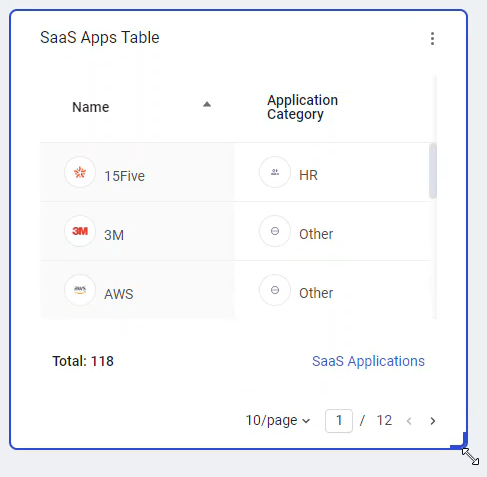 SaaS Apps Table
Name
Application
Category
15Five
HR
3M
3M
Other
aws
AWS
Other
Total: 118
SaaS Applications
10/page
1 / 12